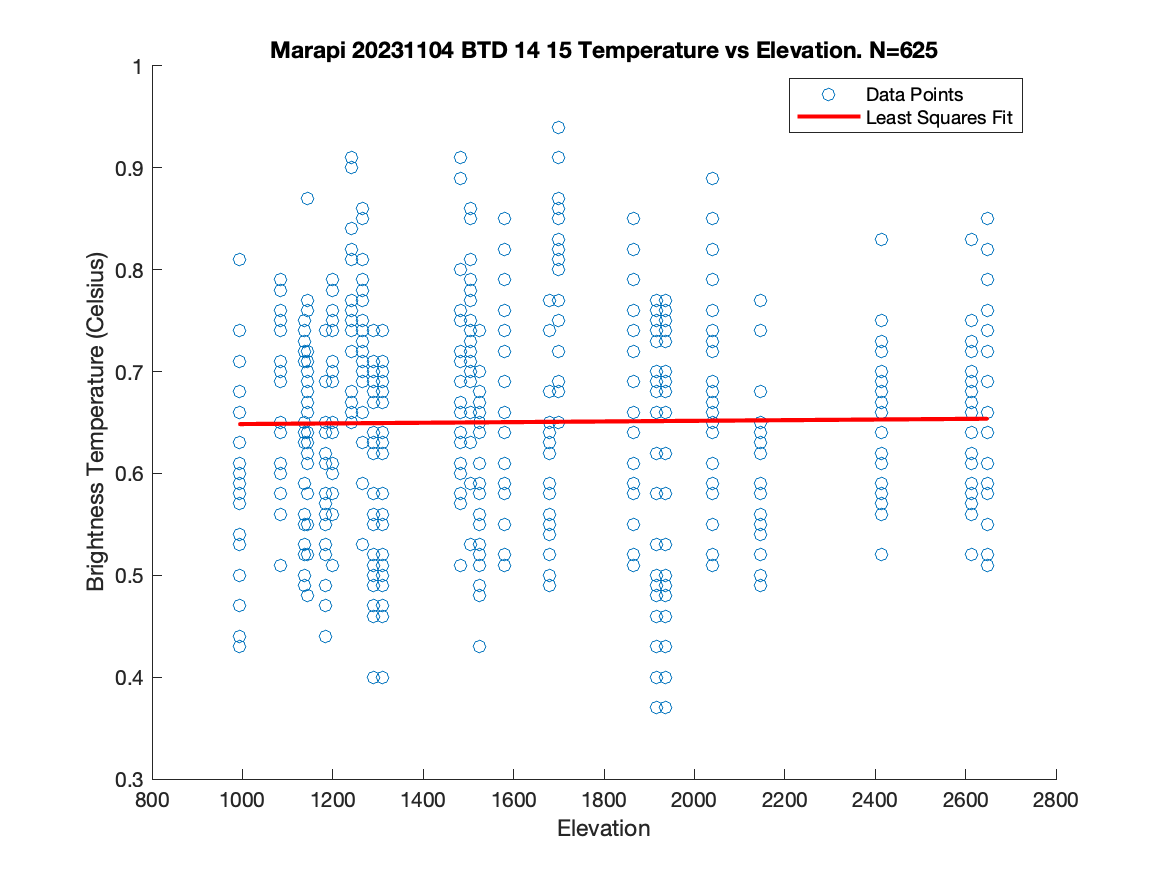 Marapi 20231104 BTD 14 15 Temperature vs Elevation. N=625
Data Points
Least Squares Fit
Brightness Temperature (Celsius)
1
0.9
0.8
0.7
0.6
0.5
0.4
0.3
800 1000 1200 1400 1600 1800 2000 2200 2400 2600 2800
Elevation